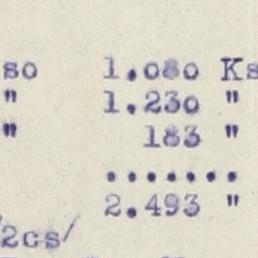 so 1.080 Ks
" 1.230 "
" 183 "
.......
2.493 "
2cs/